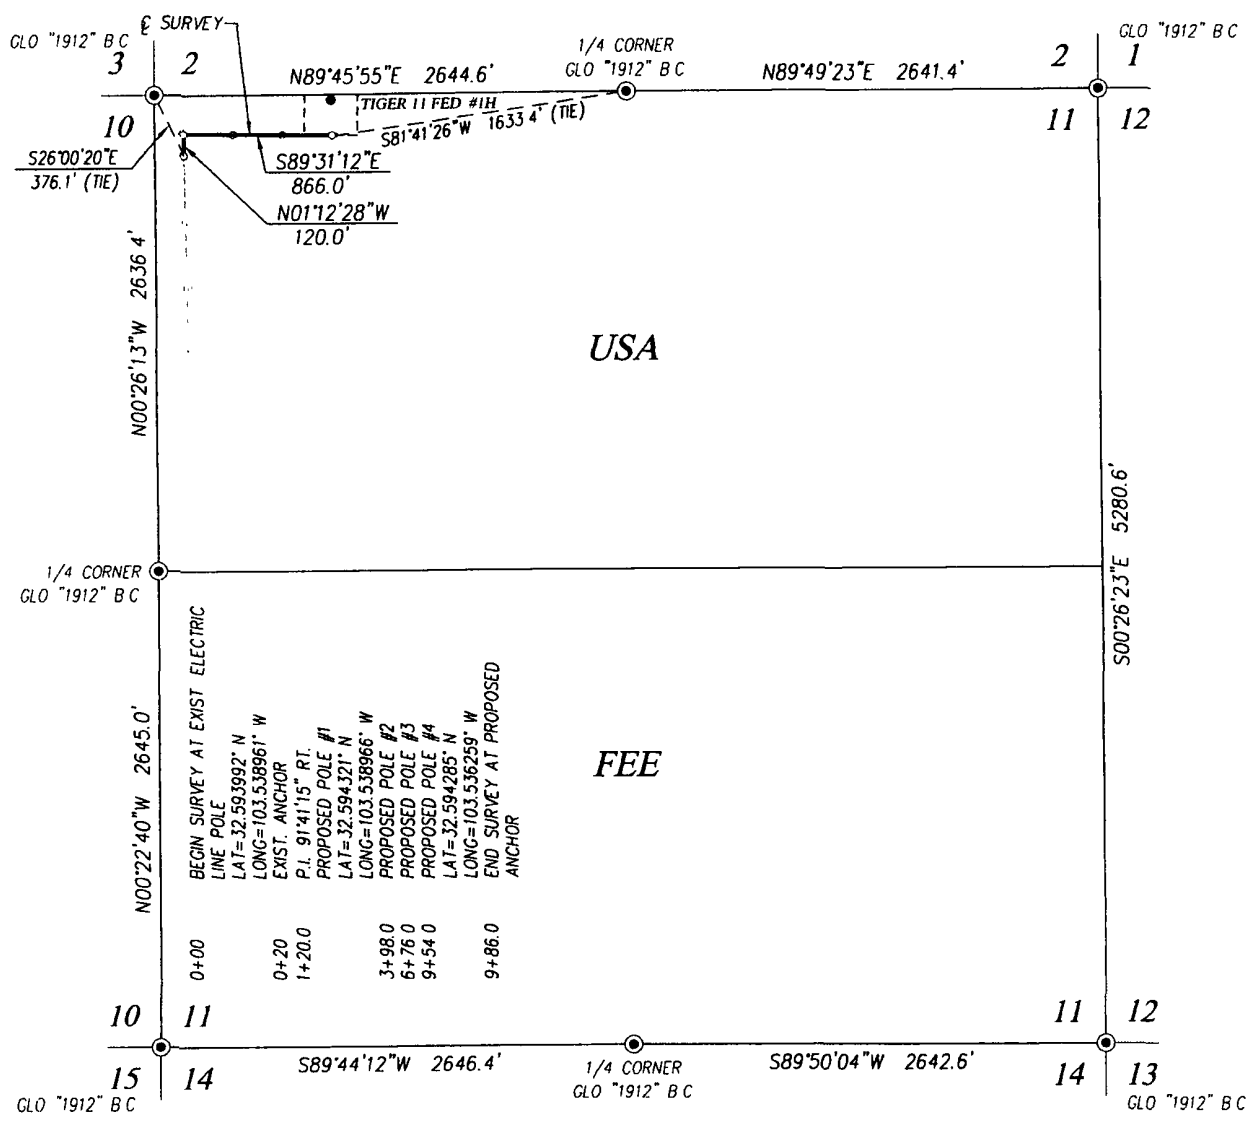 ℄ SURVEY
GLO "1912" B C
3 2
10
N89°45'55"E 2644.6'
1/4 CORNER
GLO "1912" B C
N89°49'23"E 2641.4'
GLO "1912" B C
2 1
11 12
TIGER 11 FED #1H
S81°41'26"W 1633 4' (TIE)
S26°00'20"E
376.1' (TIE)
S89°31'12"E
866.0'
N01°12'28"W
120.0'
N00°26'13"W 2636 4'
USA
S00°26'23"E 5280.6'
1/4 CORNER
GLO "1912" B C
N00°22'40"W 2645.0'
FEE
0+00 BEGIN SURVEY AT EXIST ELECTRIC
LINE POLE
LAT=32.593992° N
LONG=103.538961° W
0+20 EXIST. ANCHOR
1+20.0 P.I. 91°41'15" RT.
PROPOSED POLE #1
LAT=32.594321° N
LONG=103.538966° W
3+98.0 PROPOSED POLE #2
6+76 0 PROPOSED POLE #3
9+54 0 PROPOSED POLE #4
LAT=32.594285° N
LONG=103.536259° W
9+86.0 END SURVEY AT PROPOSED
ANCHOR
10 11
15 14
GLO "1912" B C
S89°44'12"W 2646.4'
1/4 CORNER
GLO "1912" B C
S89°50'04"W 2642.6'
11 12
14 13
GLO "1912" B C